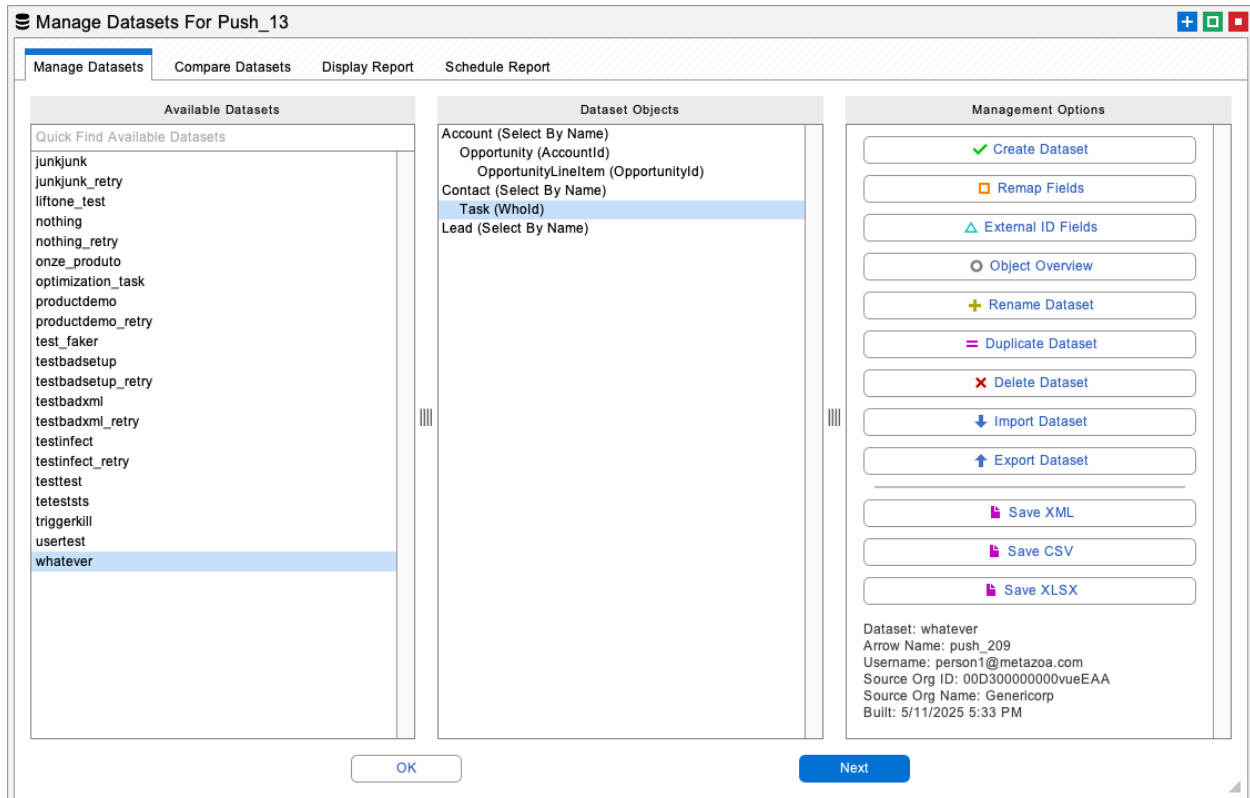 Manage Datasets For Push_13
Manage Datasets
Compare Datasets
Display Report
Schedule Report
Available Datasets
Quick Find Available Datasets
junkjunk
junkjunk_retry
liftone_test
nothing
nothing_retry
onze_produto
optimization_task
productdemo
productdemo_retry
test_faker
testbadsetup
testbadsetup_retry
testbadxml
testbadxml_retry
testinfect
testinfect_retry
testtest
teteststs
triggerkill
usertest
whatever
Dataset Objects
Account (Select By Name)
Opportunity (AccountId)
OpportunityLineItem (OpportunityId)
Contact (Select By Name)
Task (WhoId)
Lead (Select By Name)
Management Options
Create Dataset
Remap Fields
External ID Fields
Object Overview
Rename Dataset
Duplicate Dataset
Delete Dataset
Import Dataset
Export Dataset
Save XML
Save CSV
Save XLSX
Dataset: whatever
Arrow Name: push_209
Username: person1@metazoa.com
Source Org ID: 00D300000000vueEAA
Source Org Name: Genericorp
Built: 5/11/2025 5:33 PM
OK
Next